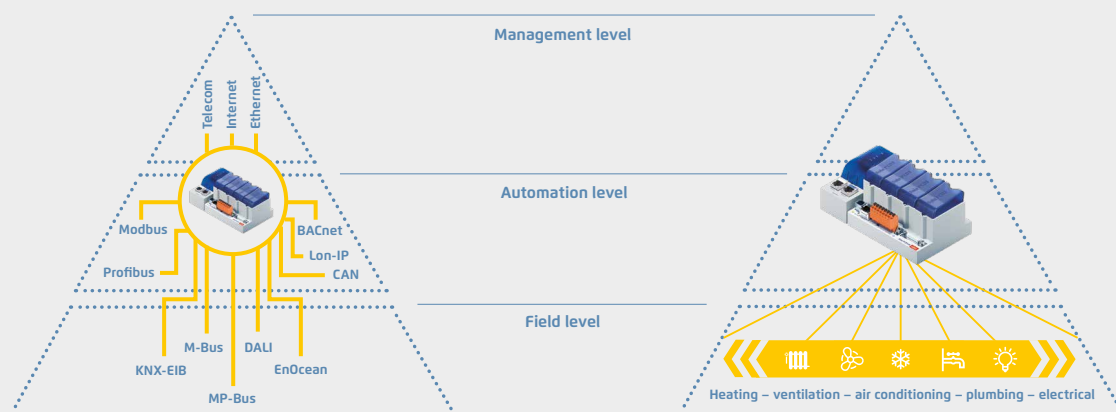 Management level
Telecom
Internet
Ethernet
Automation level
Modbus
BACnet
Lon-IP
Profibus
CAN
Field level
M-Bus
DALI
KNX-EIB
EnOcean
MP-Bus
Heating – ventilation – air conditioning – plumbing – electrical